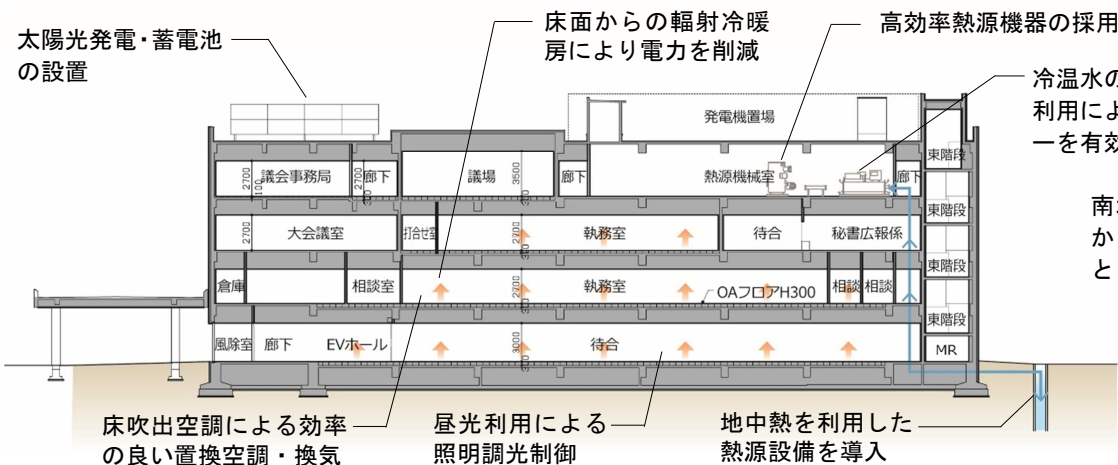 太陽光発電・蓄電池
の設置
床面からの輻射冷暖
房により電力を削減
高効率熱源機器の採用
冷温水の
利用によ
ーを有効
南
か
と
発電機置場
議会事務局
廊下
議場
廊下
熱源機械室
廊下
東階段
2700
100
2700
300
3500
大会議室
打合せ室
執務室
待合
秘書広報係
東階段
2700
2700
300
倉庫
相談室
執務室
OAフロアH300
相談
相談
東階段
2700
300
風除室
廊下
EVホール
待合
東階段
MR
3000
300
床吹出空調による効率
の良い置換空調・換気
昼光利用による
照明調光制御
地中熱を利用した
熱源設備を導入